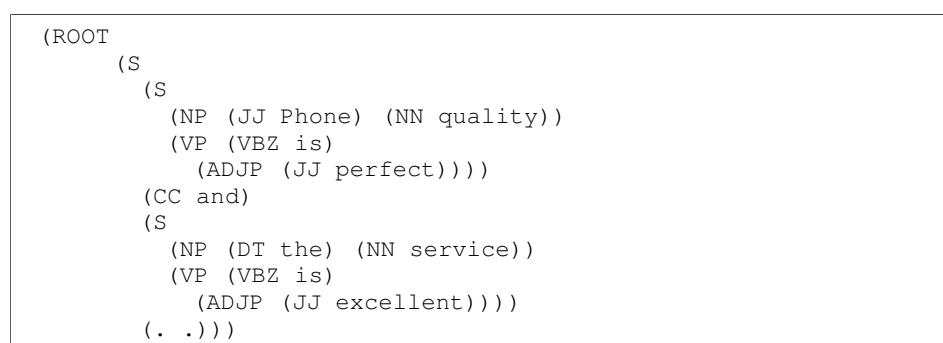 (ROOT
(S
(S
(NP (JJ Phone) (NN quality))
(VP (VBZ is)
(ADJP (JJ perfect))))
(CC and)
(S
(NP (DT the) (NN service))
(VP (VBZ is)
(ADJP (JJ excellent))))
(. .)))